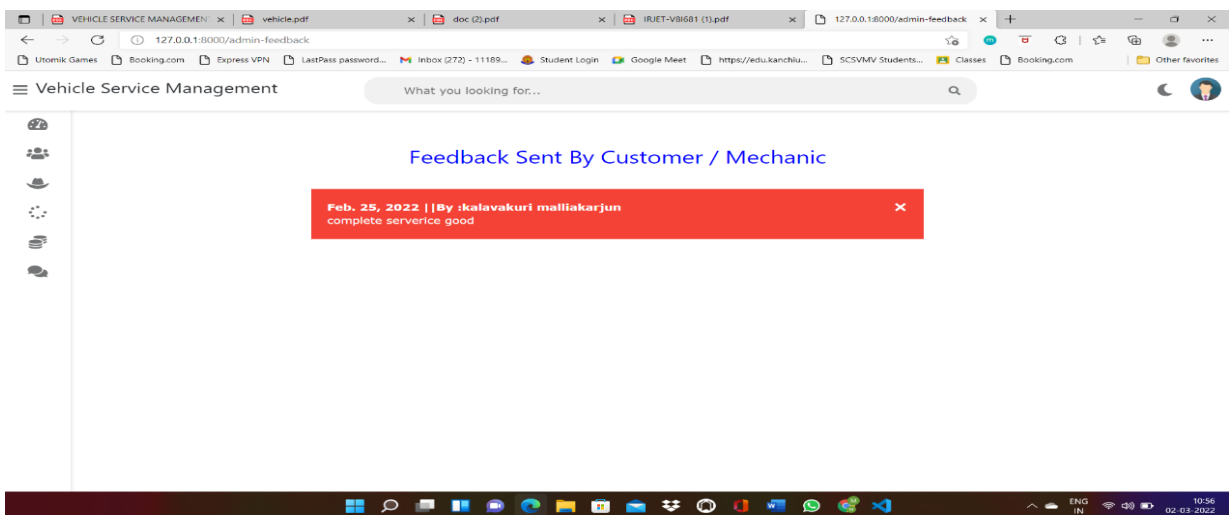 VEHICLE SERVICE MANAGEMEN
vehicle.pdf
doc (2).pdf
IRJET-V8I681 (1).pdf
127.0.0.1:8000/admin-feedback
127.0.0.1:8000/admin-feedback
Utomik Games
Booking.com
Express VPN
LastPass password...
Inbox (272) - 11189...
Student Login
Google Meet
https://edu.kanchiu...
SCSVMV Students...
Classes
Booking.com
Other favorites
Vehicle Service Management
What you looking for...
Feedback Sent By Customer / Mechanic
Feb. 25, 2022 ||By :kalavakuri malliakarjun
complete serverice good
ENG
IN
10:56
02-03-2022